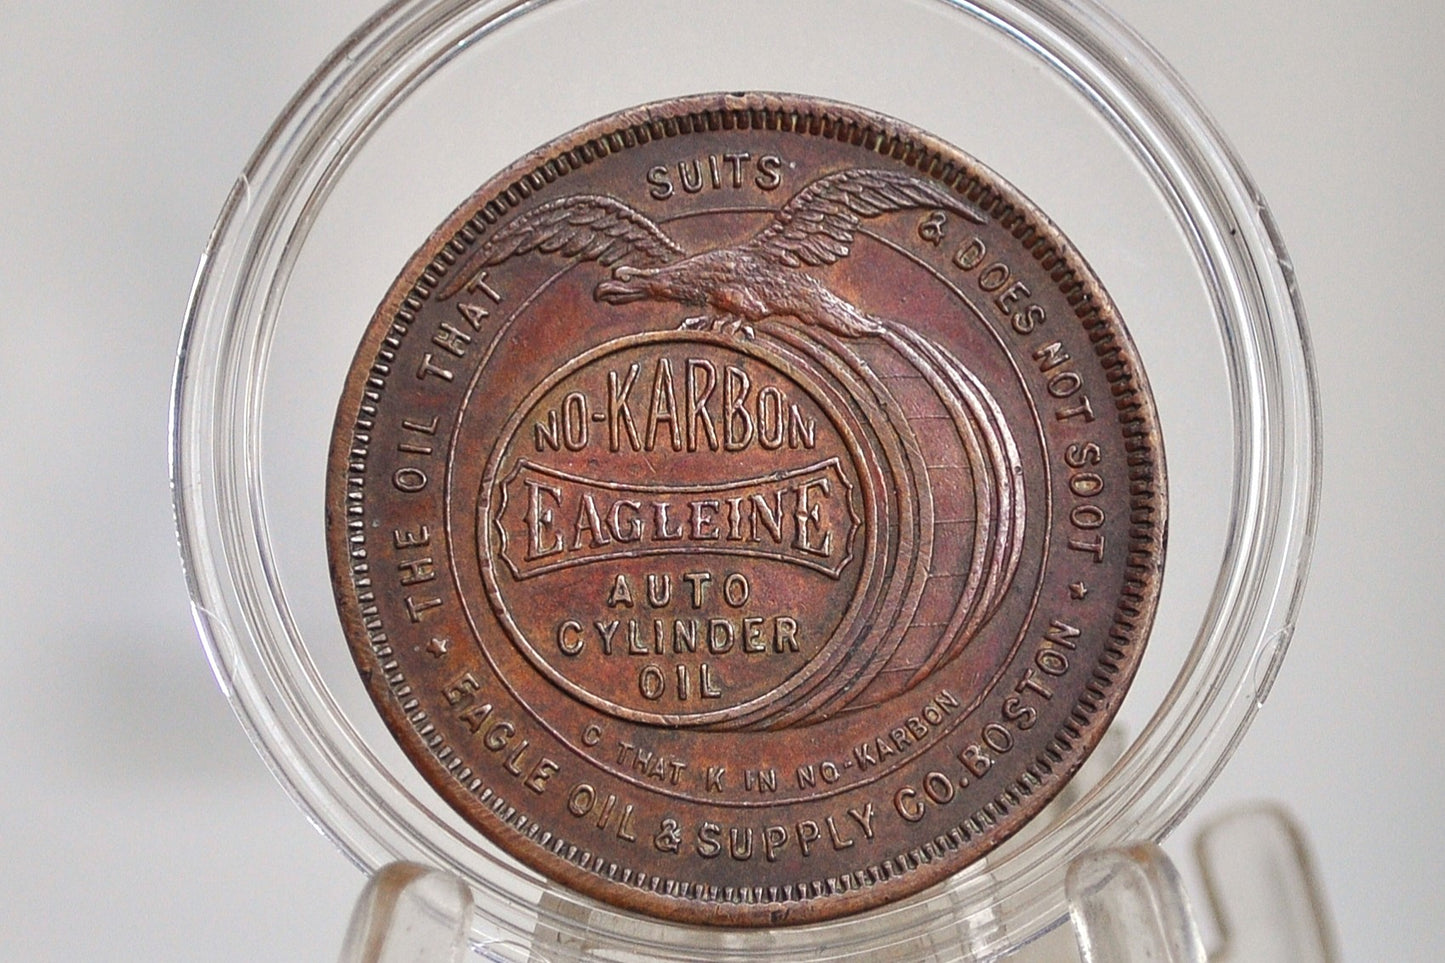 THE OIL THAT SUITS & DOES NOT SOOT
NO-KARBON
EAGLEINE
AUTO
CYLINDER
OIL
C THAT K IN NO-KARBON
EAGLE OIL & SUPPLY CO. BOSTON